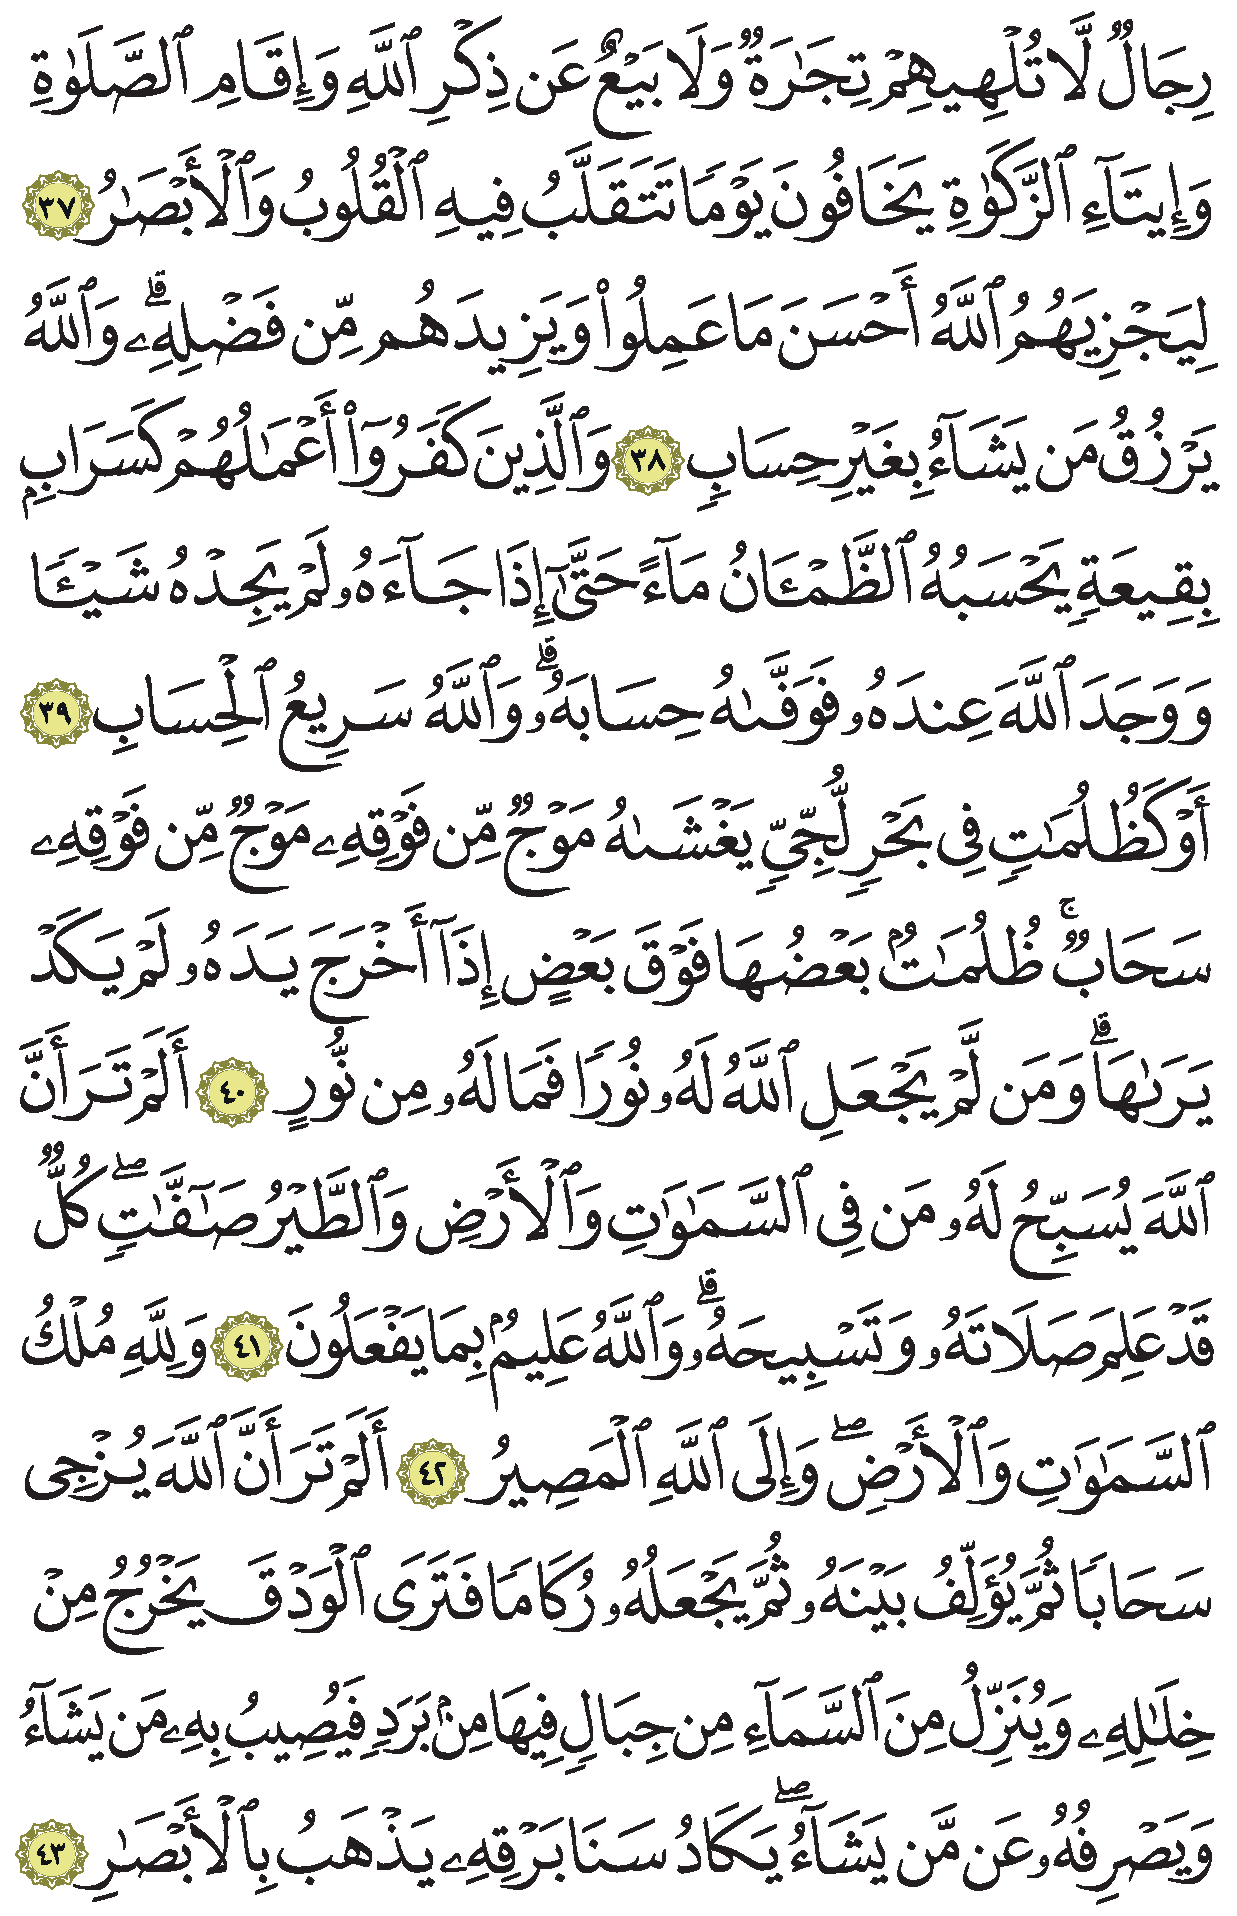 رِجَالٌ لَّا تُلْهِيهِمْ تِجَـٰرَةٌ وَلَا بَيْعٌ عَن ذِكْرِ ٱللَّهِ وَإِقَامِ ٱلصَّلَوٰةِ
وَإِيتَآءِ ٱلزَّكَوٰةِ يَخَافُونَ يَوْمًا تَتَقَلَّبُ فِيهِ ٱلْقُلُوبُ وَٱلْأَبْصَـٰرُ ٣٧
لِيَجْزِيَهُمُ ٱللَّهُ أَحْسَنَ مَا عَمِلُوا۟ وَيَزِيدَهُم مِّن فَضْلِهِۦ ۗ وَٱللَّهُ
يَرْزُقُ مَن يَشَآءُ بِغَيْرِ حِسَابٍ ٣٨ وَٱلَّذِينَ كَفَرُوٓا۟ أَعْمَـٰلُهُمْ كَسَرَابٍۭ
بِقِيعَةٍ يَحْسَبُهُ ٱلظَّمْـَٔانُ مَآءً حَتَّىٰٓ إِذَا جَآءَهُۥ لَمْ يَجِدْهُ شَيْـًٔا
وَوَجَدَ ٱللَّهَ عِندَهُۥ فَوَفَّىٰهُ حِسَابَهُۥ ۗ وَٱللَّهُ سَرِيعُ ٱلْحِسَابِ ٣٩
أَوْ كَظُلُمَـٰتٍ فِى بَحْرٍ لُّجِّىٍّ يَغْشَىٰهُ مَوْجٌ مِّن فَوْقِهِۦ مَوْجٌ مِّن فَوْقِهِۦ
سَحَابٌ ۚ ظُلُمَـٰتٌۢ بَعْضُهَا فَوْقَ بَعْضٍ إِذَآ أَخْرَجَ يَدَهُۥ لَمْ يَكَدْ
يَرَىٰهَا ۗ وَمَن لَّمْ يَجْعَلِ ٱللَّهُ لَهُۥ نُورًا فَمَا لَهُۥ مِن نُّورٍ ٤٠ أَلَمْ تَرَ أَنَّ
ٱللَّهَ يُسَبِّحُ لَهُۥ مَن فِى ٱلسَّمَـٰوَٰتِ وَٱلْأَرْضِ وَٱلطَّيْرُ صَـٰٓفَّـٰتٍ ۖ كُلٌّ
قَدْ عَلِمَ صَلَاتَهُۥ وَتَسْبِيحَهُۥ ۗ وَٱللَّهُ عَلِيمٌۢ بِمَا يَفْعَلُونَ ٤١ وَلِلَّهِ مُلْكُ
ٱلسَّمَـٰوَٰتِ وَٱلْأَرْضِ ۖ وَإِلَى ٱللَّهِ ٱلْمَصِيرُ ٤٢ أَلَمْ تَرَ أَنَّ ٱللَّهَ يُزْجِى
سَحَابًا ثُمَّ يُؤَلِّفُ بَيْنَهُۥ ثُمَّ يَجْعَلُهُۥ رُكَامًا فَتَرَى ٱلْوَدْقَ يَخْرُجُ مِنْ
خِلَـٰلِهِۦ وَيُنَزِّلُ مِنَ ٱلسَّمَآءِ مِن جِبَالٍ فِيهَا مِنۢ بَرَدٍ فَيُصِيبُ بِهِۦ مَن يَشَآءُ
وَيَصْرِفُهُۥ عَن مَّن يَشَآءُ ۖ يَكَادُ سَنَا بَرْقِهِۦ يَذْهَبُ بِٱلْأَبْصَـٰرِ ٤٣